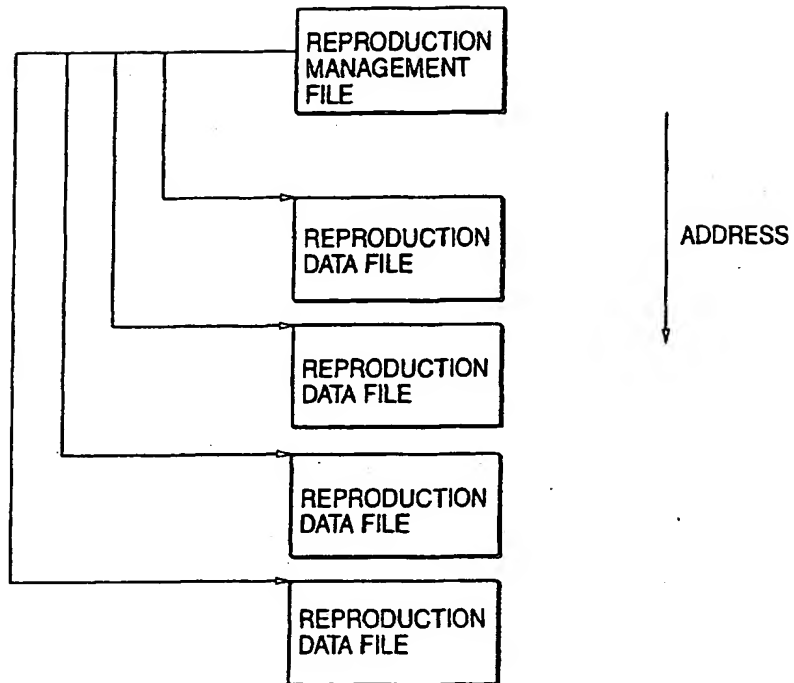 REPRODUCTION
MANAGEMENT
FILE
REPRODUCTION
DATA FILE
ADDRESS
REPRODUCTION
DATA FILE
REPRODUCTION
DATA FILE
REPRODUCTION
DATA FILE